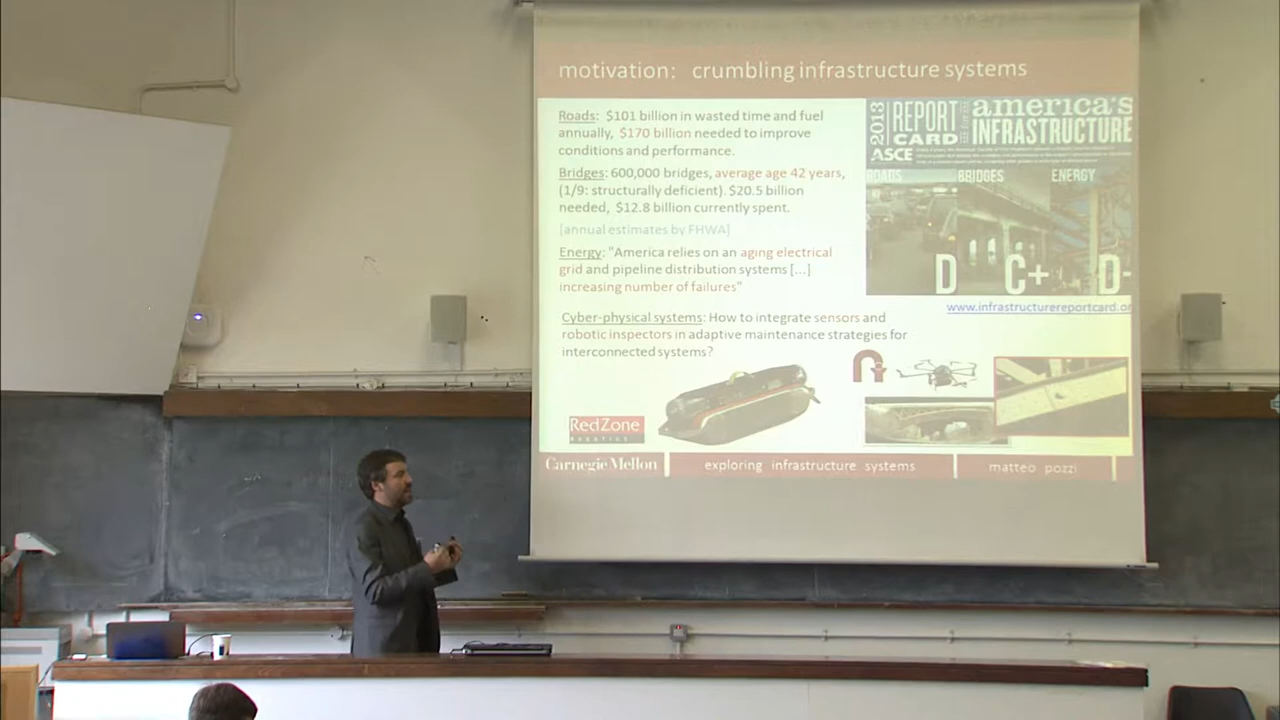 motivation: crumbling infrastructure systems
Roads: $101 billion in wasted time and fuel
annually, $170 billion needed to improve
conditions and performance.
Bridges: 600,000 bridges, average age 42 years,
(1/9: structurally deficient). $20.5 billion
needed, $12.8 billion currently spent.
[annual estimates by FHWA]
Energy: "America relies on an aging electrical
grid and pipeline distribution systems [...]
increasing number of failures"
Cyber-physical systems: How to integrate sensors and
robotic inspectors in adaptive maintenance strategies for
interconnected systems?
2013 REPORT CARD for america's INFRASTRUCTURE
ASCE
ROADS BRIDGES ENERGY
D C+ D-
www.infrastructurereportcard.or
RedZone
ROBOTICS
Carnegie Mellon exploring infrastructure systems matteo pozzi